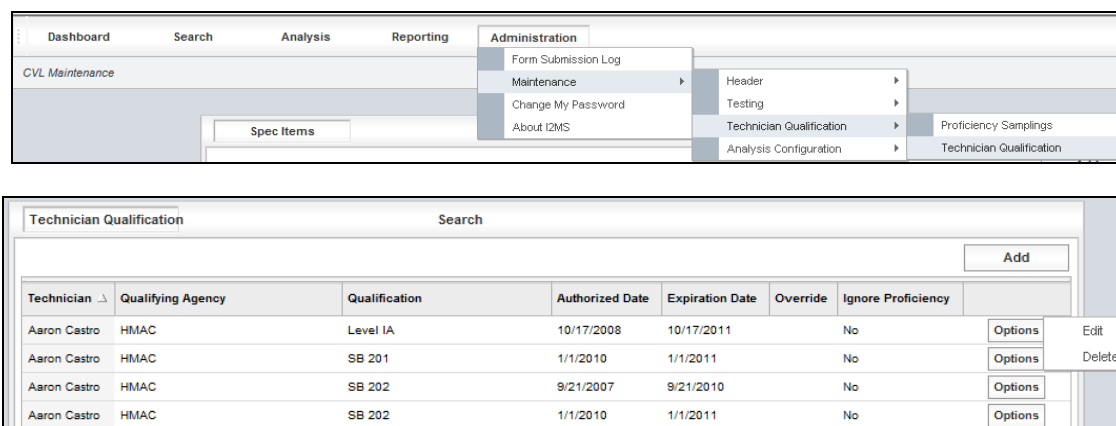 Dashboard Search Analysis Reporting Administration
CVL Maintenance
Form Submission Log
Maintenance
Change My Password
About I2MS
Header
Testing
Technician Qualification
Analysis Configuration
Proficiency Samplings
Technician Qualification
Spec Items
Technician Qualification Search
Add
Technician Qualifying Agency Qualification Authorized Date Expiration Date Override Ignore Proficiency
Aaron Castro HMAC Level IA 10/17/2008 10/17/2011 No Options Edit
Aaron Castro HMAC SB 201 1/1/2010 1/1/2011 No Options Delete
Aaron Castro HMAC SB 202 9/21/2007 9/21/2010 No Options
Aaron Castro HMAC SB 202 1/1/2010 1/1/2011 No Options